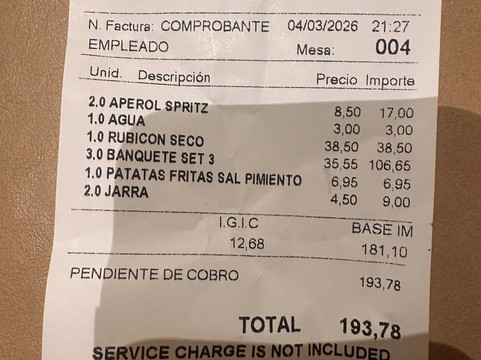 N. Factura: COMPROBANTE 04/03/2026 21:27
EMPLEADO Mesa: 004
Unid. Descripción Precio Importe
2.0 APEROL SPRITZ 8,50 17,00
1.0 AGUA 3,00 3,00
1.0 RUBICON SECO 38,50 38,50
3.0 BANQUETE SET 3 35,55 106,65
1.0 PATATAS FRITAS SAL PIMIENTO 6,95 6,95
2.0 JARRA 4,50 9,00
I.G.I.C BASE IM
12,68 181,10
PENDIENTE DE COBRO 193,78
TOTAL 193,78
SERVICE CHARGE IS NOT INCLUDED